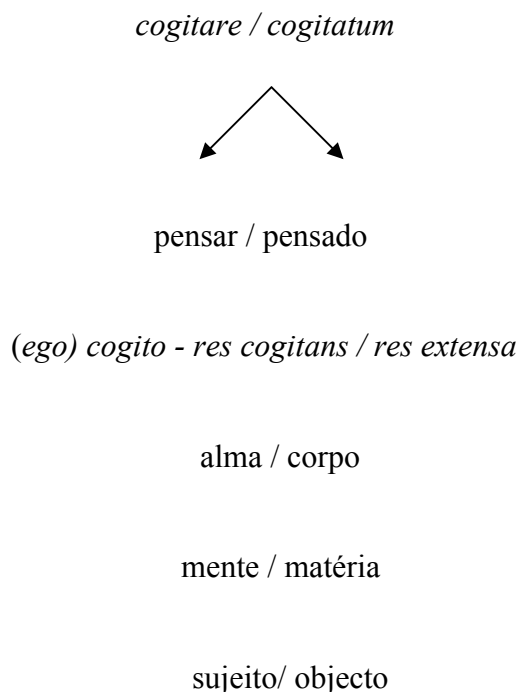 cogitare / cogitatum
pensar / pensado
(ego) cogito - res cogitans / res extensa
alma / corpo
mente / matéria
sujeito/ objecto